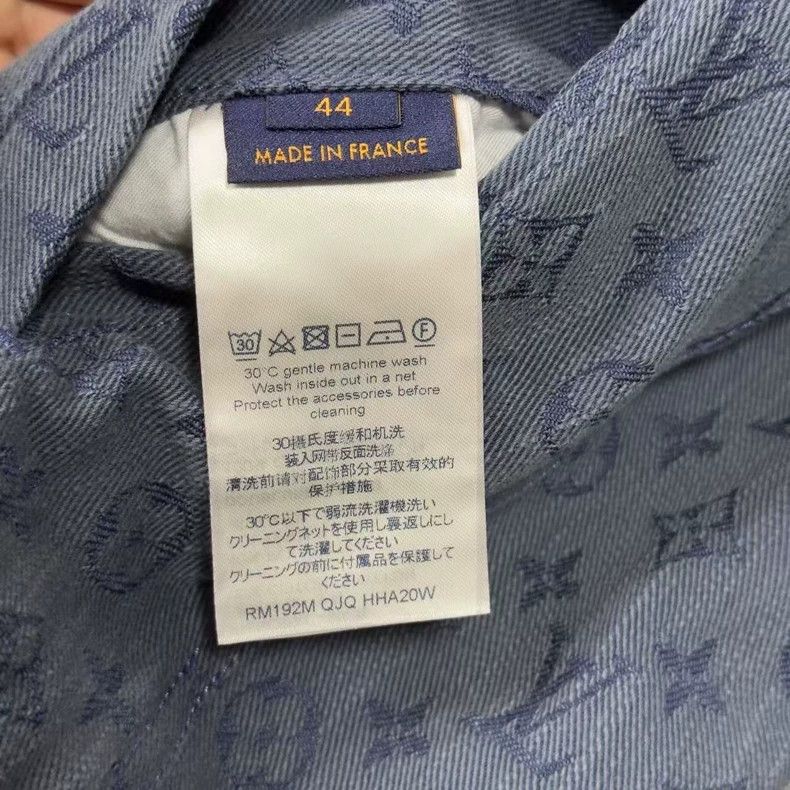 44
MADE IN FRANCE
30
F
30°C gentle machine wash
Wash inside out in a net
Protect the accessories before
cleaning
30攝氏度缓和机洗
装入网带反面洗涤
清洗前请对配饰部分采取有效的
保护措施
30℃以下で弱流洗濯機洗い
クリーニングネットを使用し裏返しにし
て洗濯してください
クリーニングの前に付属品を保護して
ください
RM192M QJQ HHA20W